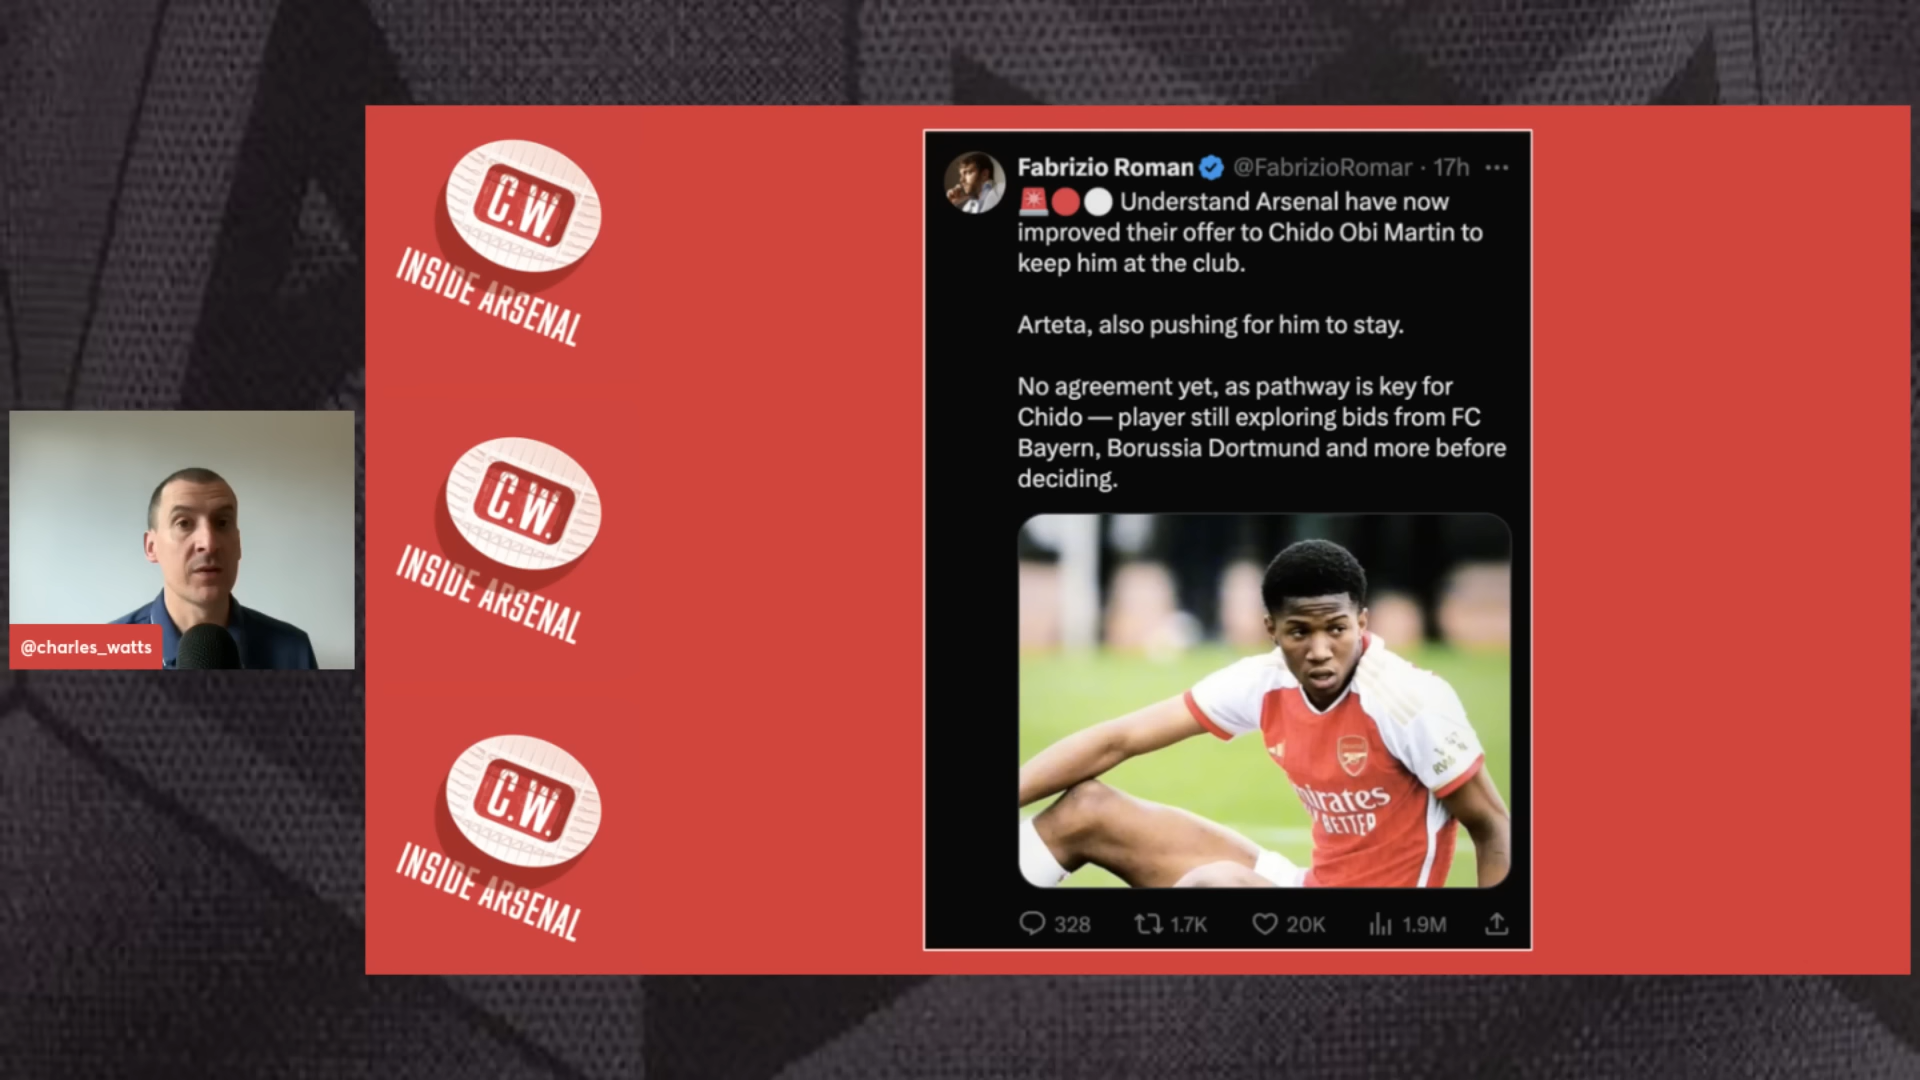 C.W.
INSIDE ARSENAL
C.W.
INSIDE ARSENAL
C.W.
INSIDE ARSENAL
@charles_watts
Fabrizio Roman @FabrizioRomar · 17h
Understand Arsenal have now
improved their offer to Chido Obi Martin to
keep him at the club.
Arteta, also pushing for him to stay.
No agreement yet, as pathway is key for
Chido — player still exploring bids from FC
Bayern, Borussia Dortmund and more before
deciding.
Arsenal
mirates
BETTER
328 1.7K 20K 1.9M